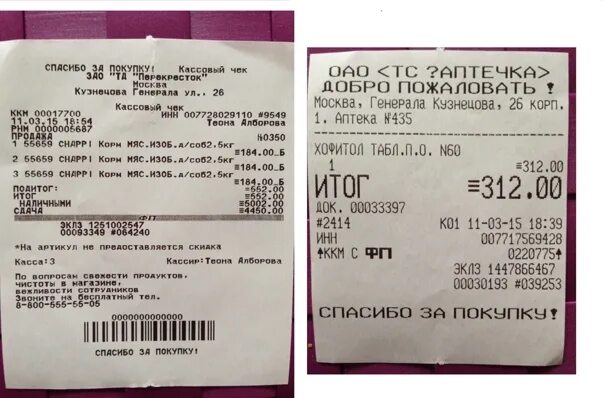 СПАСИБО ЗА ПОКУПКУ! Кассовый чек
ЗАО "ТД "Перекресток"
Москва
Кузнецова Генерала ул., 26
Кассовый чек
ККМ 00017700 ИНН 007728029110 #9549
11.03.15 18:54 Теона Алборова
РНМ 0000005687
ПРОДАЖА №0350
1 55659 CHAPPI Корм МЯС.ИЗОБ.д/соб2.5кг
≡184.00_Б
2 55659 CHAPPI Корм МЯС.ИЗОБ.д/соб2.5кг
≡184.00_Б
3 55659 CHAPPI Корм МЯС.ИЗОБ.д/соб2.5кг
≡184.00_Б
ПОДИТОГ: ≡552.00
ИТОГ ≡552.00
НАЛИЧНЫМИ ≡5002.00
СДАЧА ≡4450.00
ФП
ЭКЛЗ 1251002547
00093349 #064240
*На артикул не предоставляется скидка
Касса:3 Кассир:Теона Алборова
По вопросам свежести продуктов,
чистоты в магазине,
вежливости сотрудников
Звоните на бесплатный тел.
8-800-555-55-05
0000000000000
СПАСИБО ЗА ПОКУПКУ!
ОАО <ТС ?АПТЕЧКА>
ДОБРО ПОЖАЛОВАТЬ !
Москва, Генерала Кузнецова, 26 корп.
1. Аптека №435
ХОФИТОЛ ТАБЛ.П.О. N60
1 ≡312.00
ИТОГ ≡312.00
ДОК. 00033397
#2414 К01 11-03-15 18:39
ИНН 007717569428
ККМ С ФП 0220775
ЭКЛЗ 1447866467
00030193 #039253
СПАСИБО ЗА ПОКУПКУ!